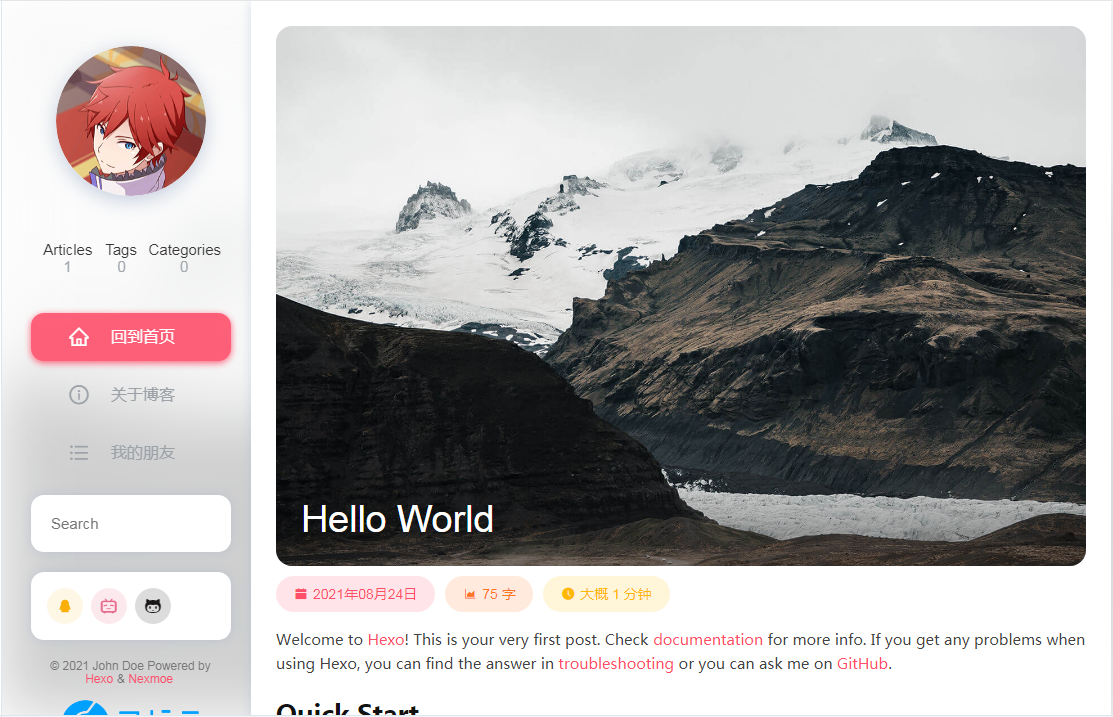 Articles Tags Categories
1 0 0
回到首页
关于博客
我的朋友
Search
© 2021 John Doe Powered by
Hexo & Nexmoe
Hello World
2021年08月24日 75 字 大概 1 分钟
Welcome to Hexo! This is your very first post. Check documentation for more info. If you get any problems when
using Hexo, you can find the answer in troubleshooting or you can ask me on GitHub.
Quick Start